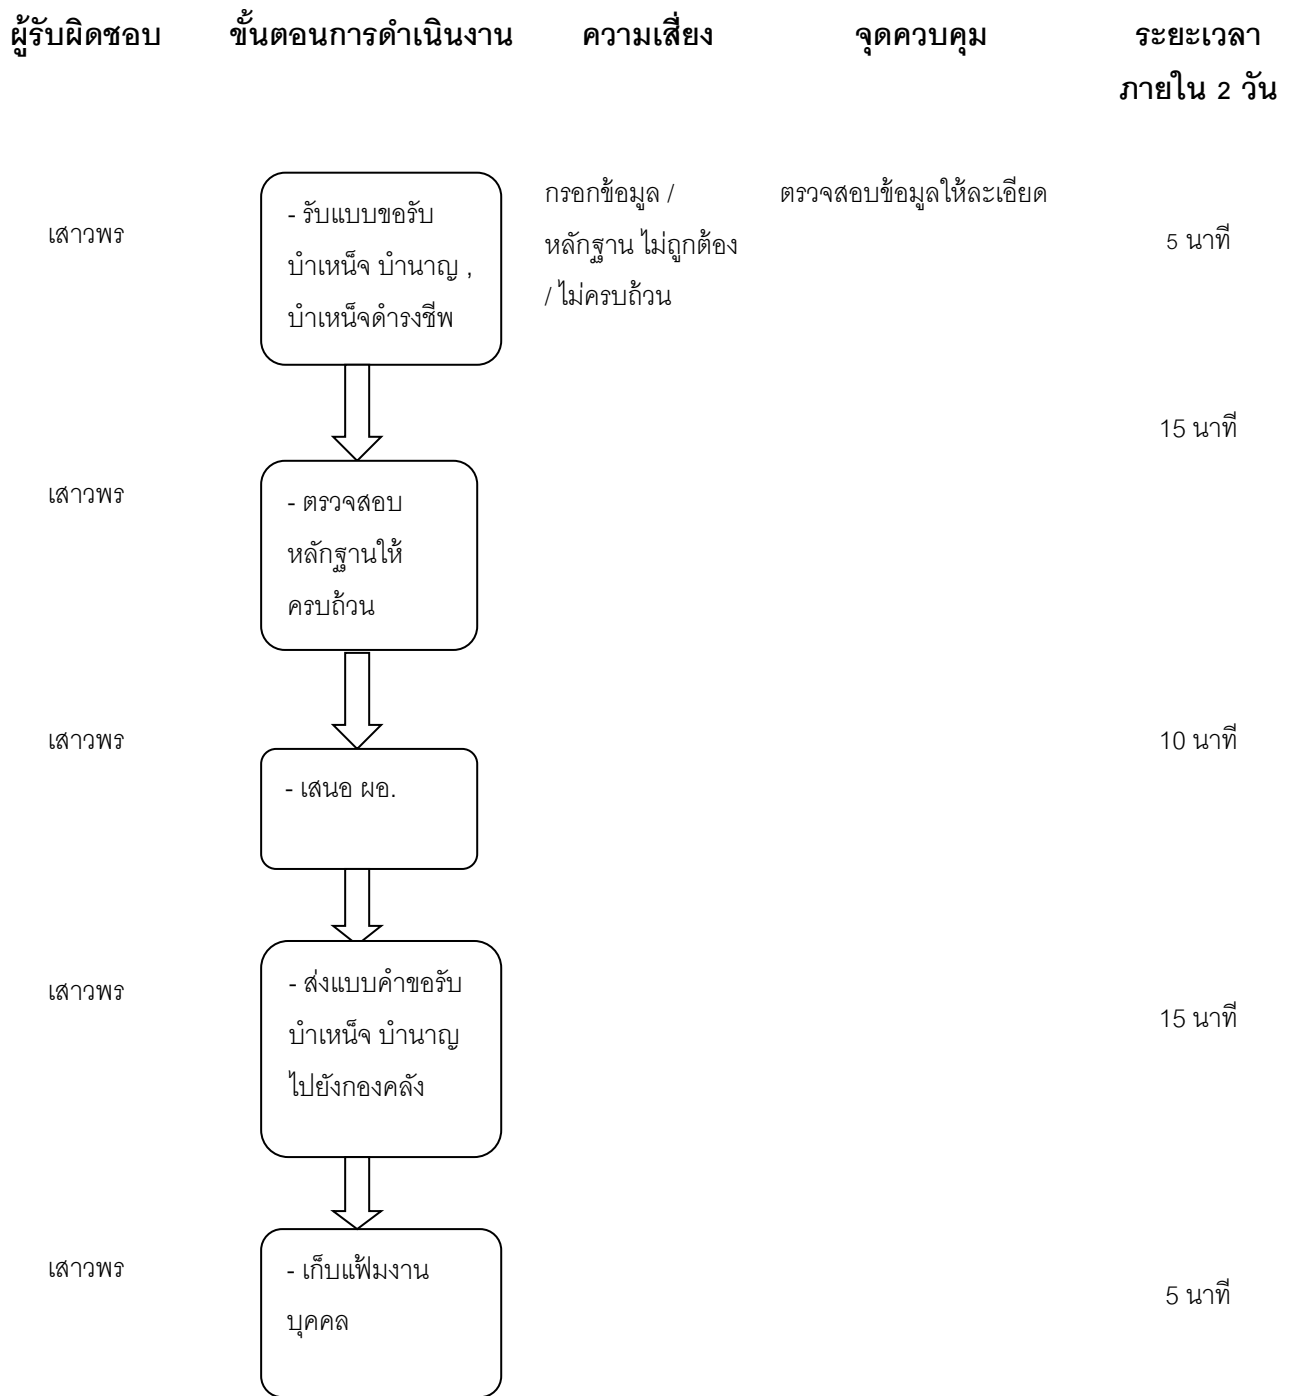 ผู้รับผิดชอบ ขั้นตอนการดำเนินงาน ความเสี่ยง จุดควบคุม ระยะเวลา
ภายใน 2 วัน
เสาวพร
- รับแบบขอรับ
บำเหน็จ บำนาญ ,
บำเหน็จดำรงชีพ
กรอกข้อมูล /
หลักฐาน ไม่ถูกต้อง
/ ไม่ครบถ้วน
ตรวจสอบข้อมูลให้ละเอียด
5 นาที
15 นาที
เสาวพร
- ตรวจสอบ
หลักฐานให้
ครบถ้วน
เสาวพร
- เสนอ ผอ.
10 นาที
เสาวพร
- ส่งแบบคำขอรับ
บำเหน็จ บำนาญ
ไปยังกองคลัง
15 นาที
เสาวพร
- เก็บแฟ้มงาน
บุคคล
5 นาที